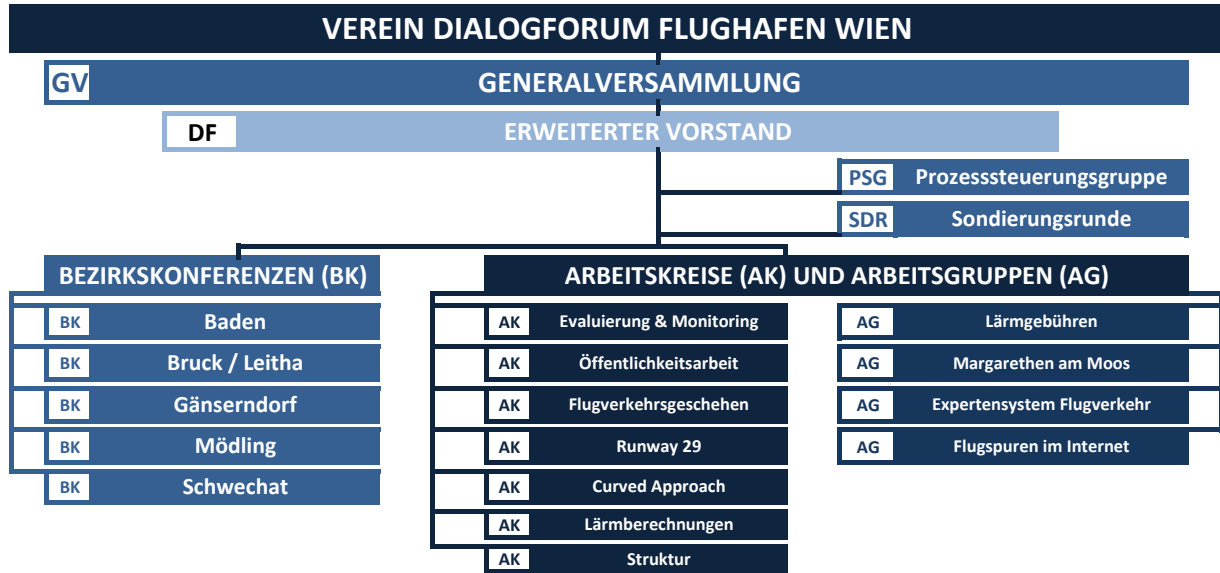 VEREIN DIALOGFORUM FLUGHAFEN WIEN
GV GENERALVERSAMMLUNG
DF ERWEITERTER VORSTAND
PSG Prozesssteuerungsgruppe
SDR Sondierungsrunde
BEZIRKSKONFERENZEN (BK)
BK Baden
BK Bruck / Leitha
BK Gänserndorf
BK Mödling
BK Schwechat
ARBEITSKREISE (AK) UND ARBEITSGRUPPEN (AG)
AK Evaluierung & Monitoring
AK Öffentlichkeitsarbeit
AK Flugverkehrsgeschehen
AK Runway 29
AK Curved Approach
AK Lärmberechnungen
AK Struktur
AG Lärmgebühren
AG Margarethen am Moos
AG Expertensystem Flugverkehr
AG Flugspuren im Internet